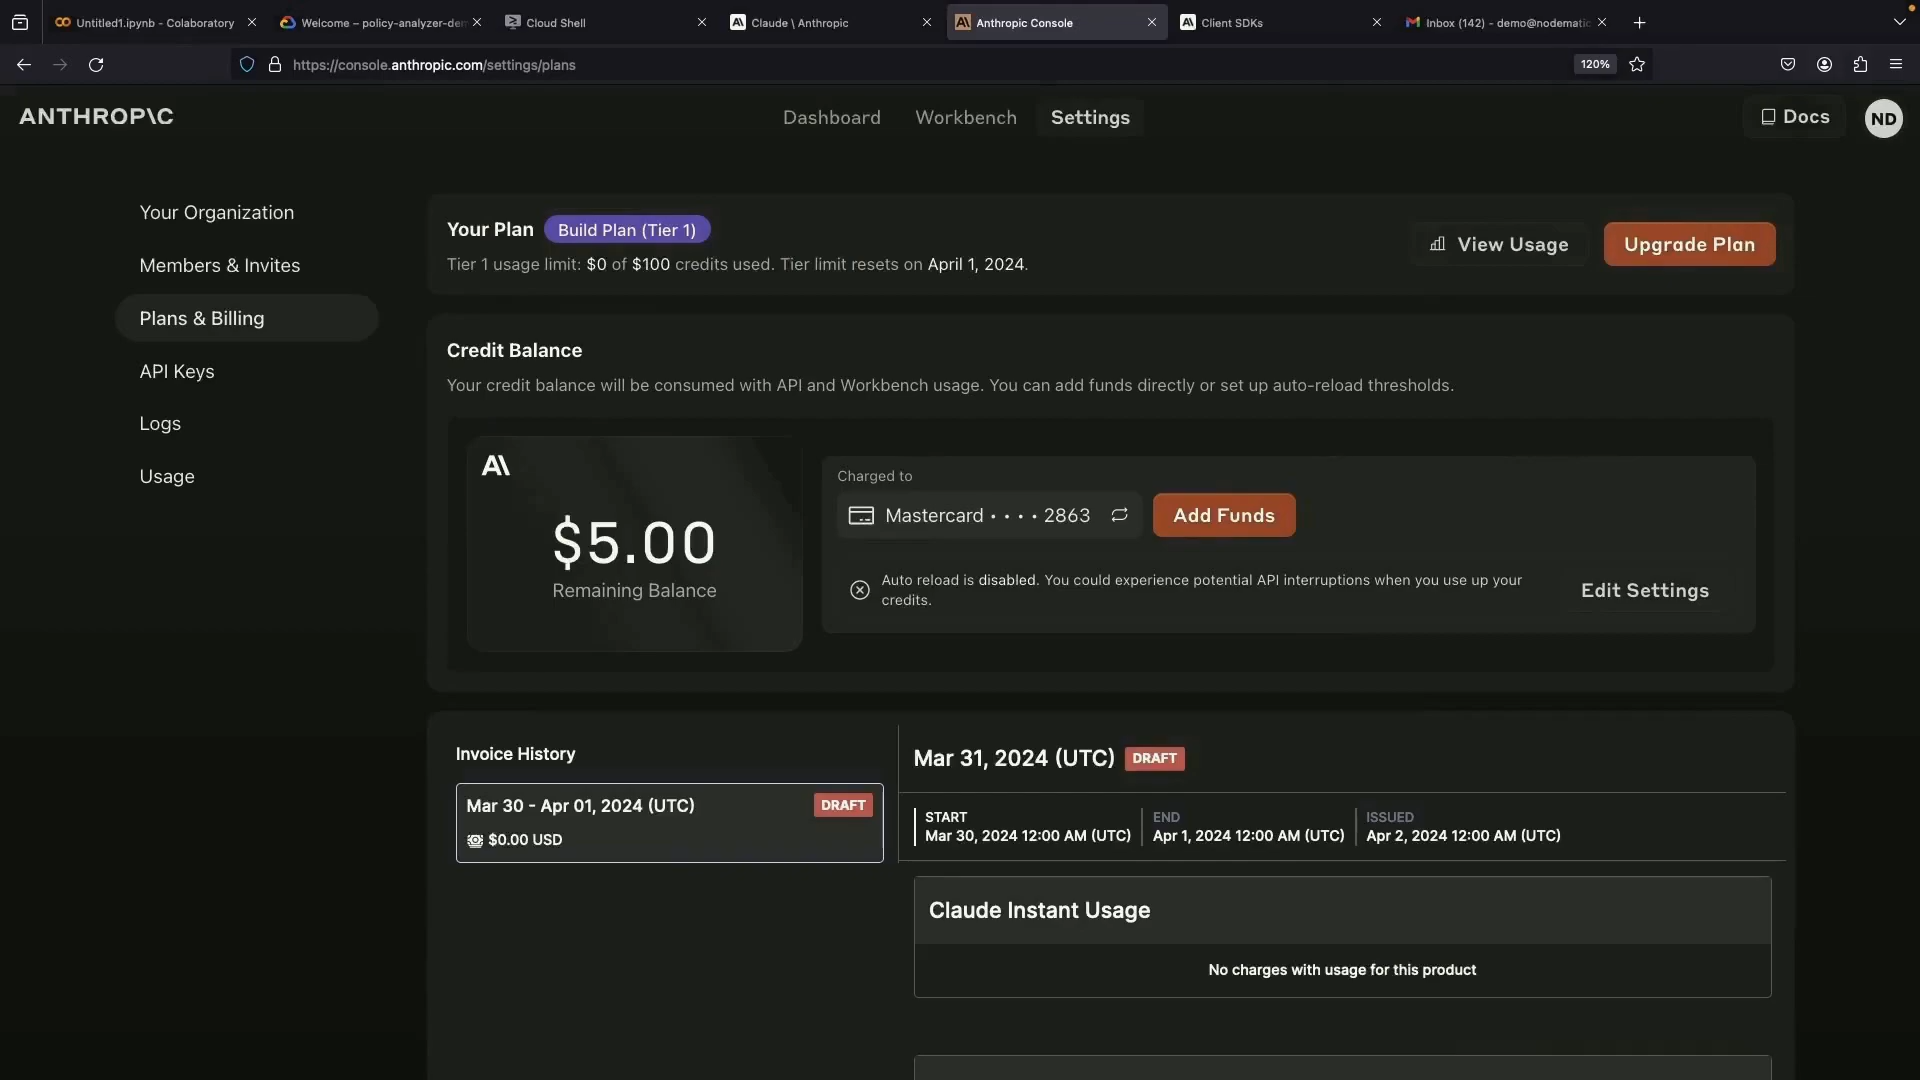 Untitled1.ipynb - Colaboratory
Welcome – policy-analyzer-den
Cloud Shell
Claude \ Anthropic
Anthropic Console
Client SDKs
Inbox (142) - demo@nodematic
https://console.anthropic.com/settings/plans
120%
ANTHROP\C
Dashboard
Workbench
Settings
Docs
ND
Your Organization
Members & Invites
Plans & Billing
API Keys
Logs
Usage
Your Plan Build Plan (Tier 1)
Tier 1 usage limit: $0 of $100 credits used. Tier limit resets on April 1, 2024.
View Usage
Upgrade Plan
Credit Balance
Your credit balance will be consumed with API and Workbench usage. You can add funds directly or set up auto-reload thresholds.
A\
$5.00
Remaining Balance
Charged to
Mastercard · · · · 2863
Add Funds
Auto reload is disabled. You could experience potential API interruptions when you use up your
credits.
Edit Settings
Invoice History
Mar 30 - Apr 01, 2024 (UTC) DRAFT
$0.00 USD
Mar 31, 2024 (UTC) DRAFT
START
Mar 30, 2024 12:00 AM (UTC)
END
Apr 1, 2024 12:00 AM (UTC)
ISSUED
Apr 2, 2024 12:00 AM (UTC)
Claude Instant Usage
No charges with usage for this product